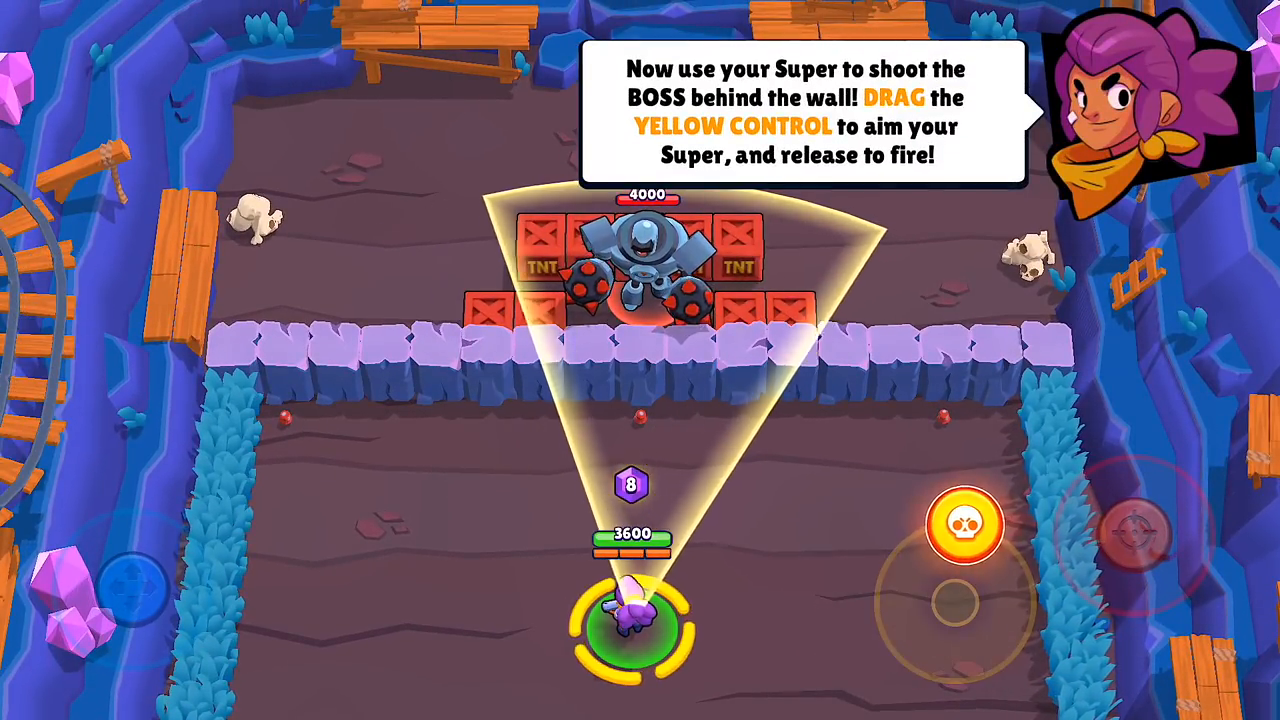 Now use your Super to shoot the
BOSS behind the wall! DRAG the
YELLOW CONTROL to aim your
Super, and release to fire!
4000
TNT
TNT
8
3600